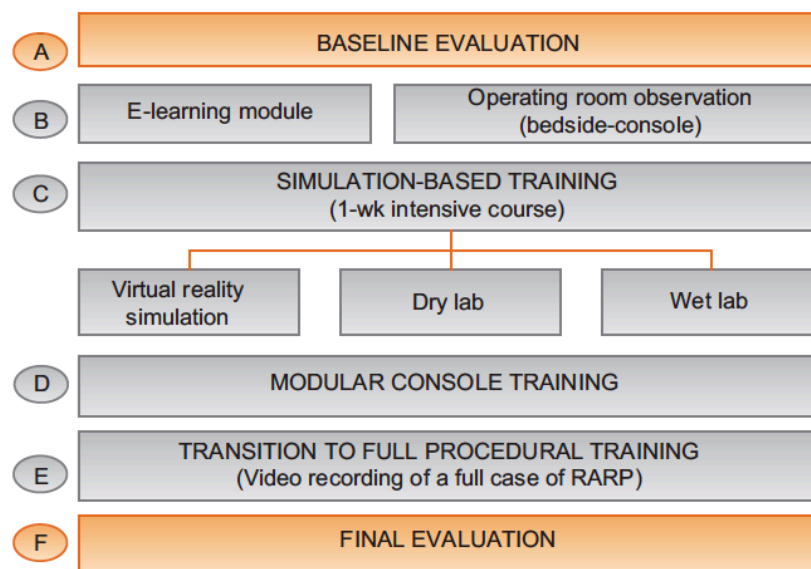 A
BASELINE EVALUATION
B
E-learning module
Operating room observation
(bedside-console)
C
SIMULATION-BASED TRAINING
(1-wk intensive course)
Virtual reality
simulation
Dry lab
Wet lab
D
MODULAR CONSOLE TRAINING
E
TRANSITION TO FULL PROCEDURAL TRAINING
(Video recording of a full case of RARP)
F
FINAL EVALUATION